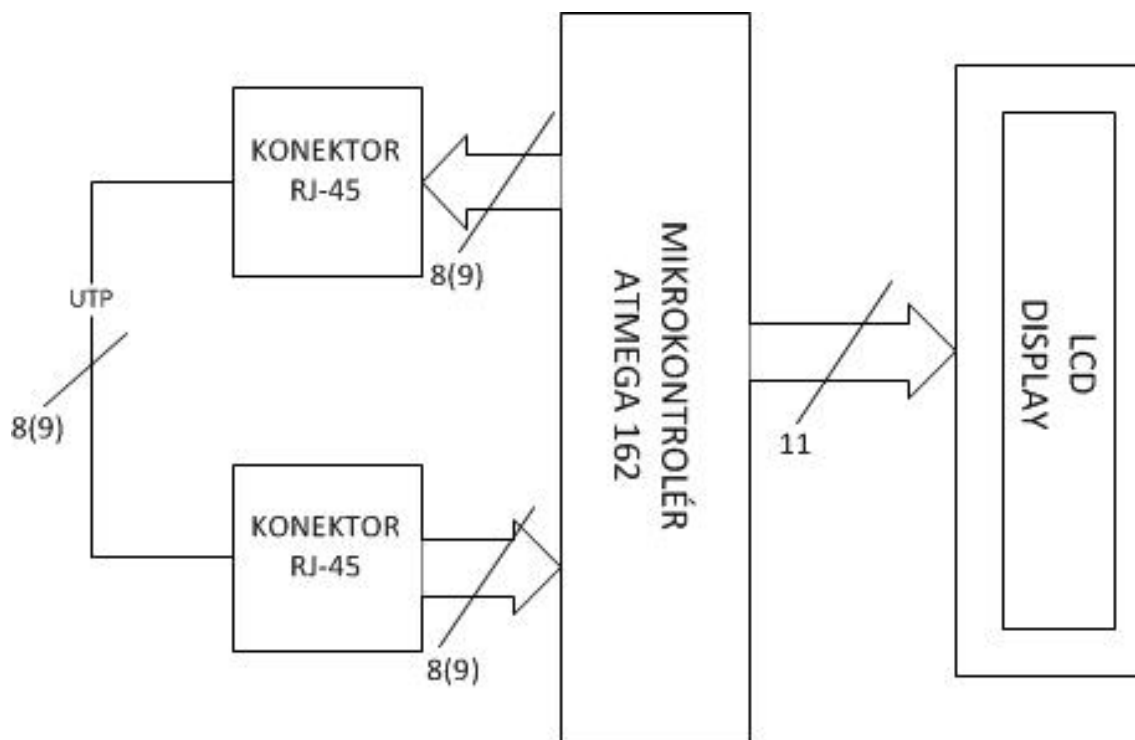 KONEKTOR
RJ-45
8(9)
UTP
8(9)
KONEKTOR
RJ-45
8(9)
MIKROKONTROLÉR
ATMEGA 162
11
LCD
DISPLAY